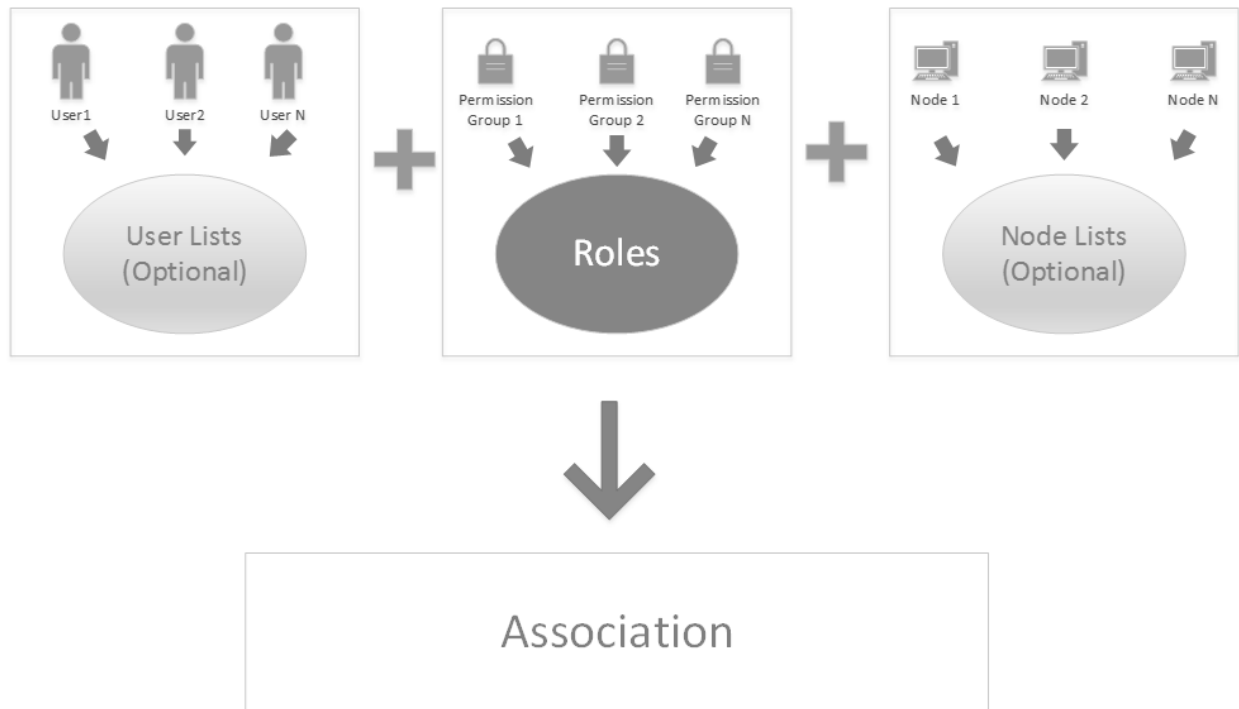 User1
User2
User N
User Lists
(Optional)
Permission
Group 1
Permission
Group 2
Permission
Group N
Roles
Node 1
Node 2
Node N
Node Lists
(Optional)
Association